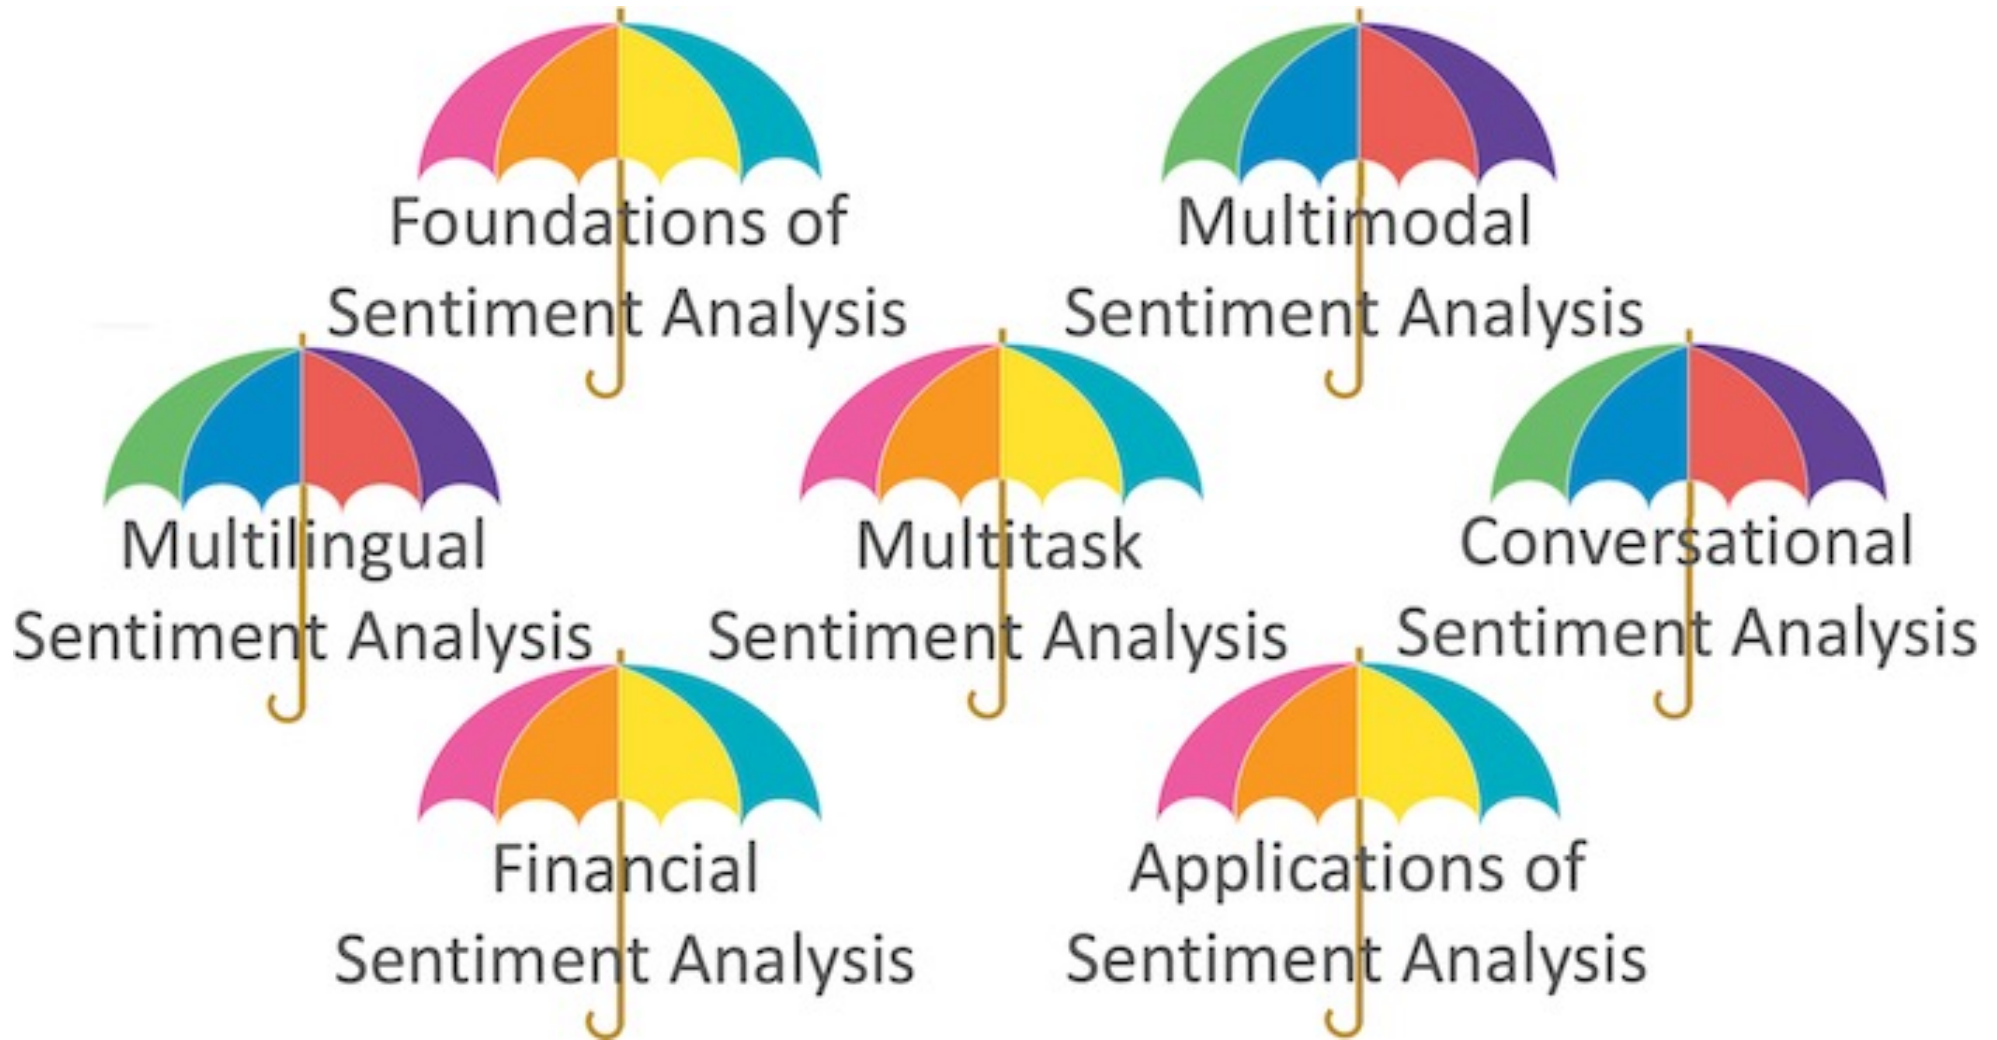 Foundations of
Sentiment Analysis
Multimodal
Sentiment Analysis
Multilingual
Sentiment Analysis
Multitask
Sentiment Analysis
Conversational
Sentiment Analysis
Financial
Sentiment Analysis
Applications of
Sentiment Analysis